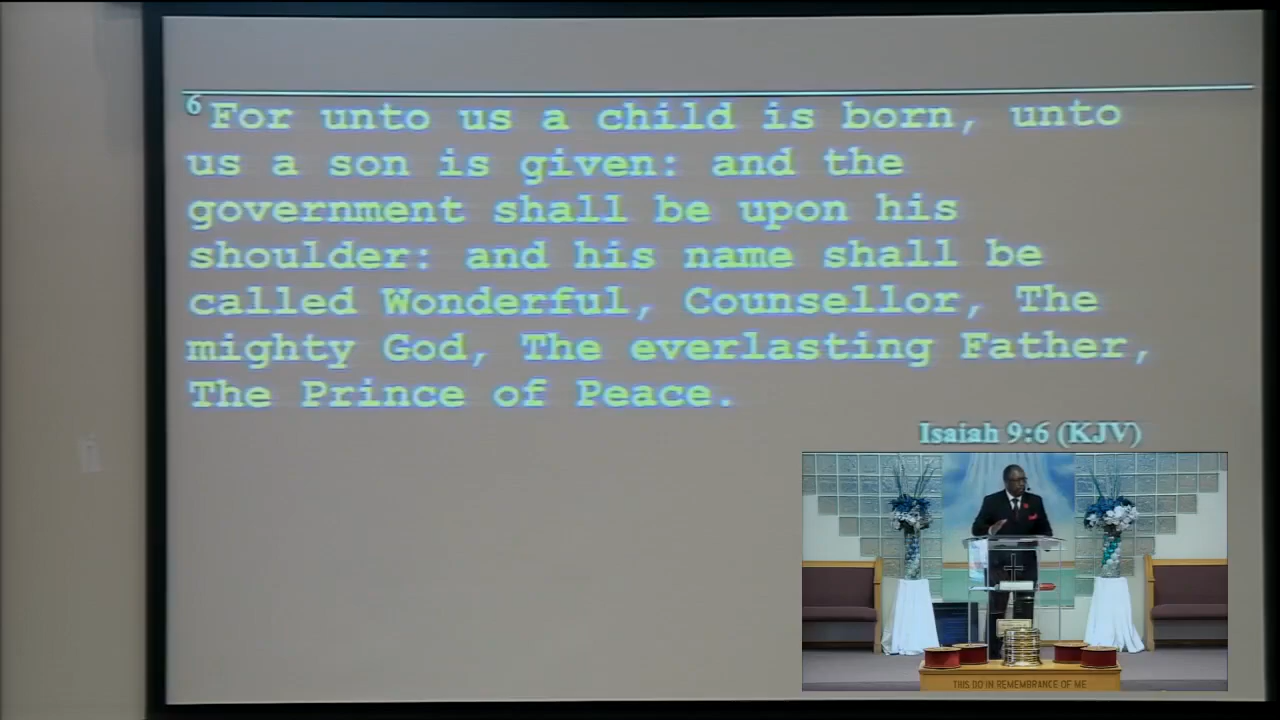 6 For unto us a child is born, unto
us a son is given: and the
government shall be upon his
shoulder: and his name shall be
called Wonderful, Counsellor, The
mighty God, The everlasting Father,
The Prince of Peace.
Isaiah 9:6 (KJV)
THIS DO IN REMEMBRANCE OF ME